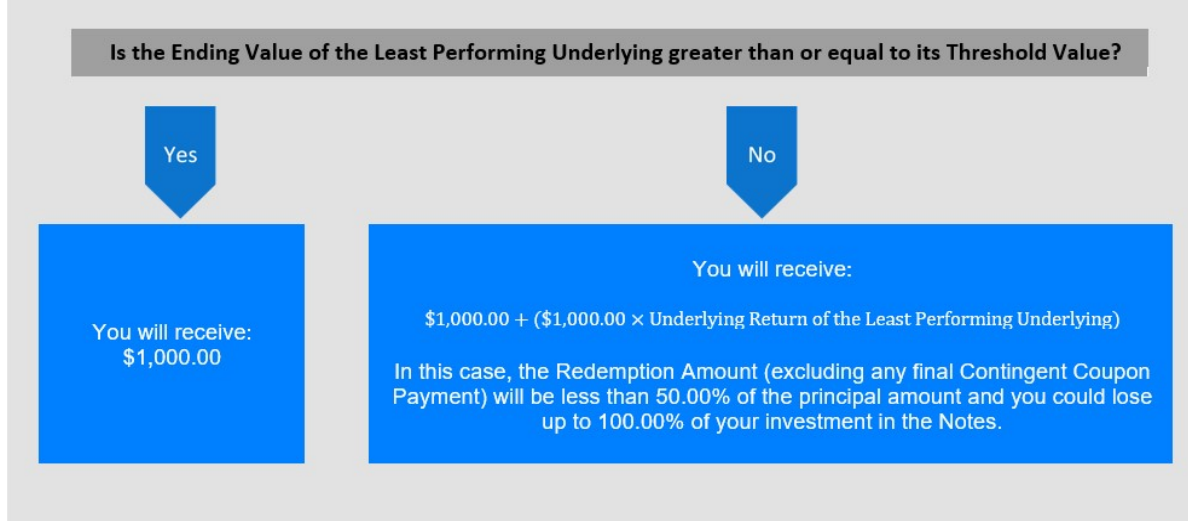 Is the Ending Value of the Least Performing Underlying greater than or equal to its Threshold Value?
Yes
No
You will receive:
$1,000.00
You will receive:
$1,000.00 + ($1,000.00 × Underlying Return of the Least Performing Underlying)
In this case, the Redemption Amount (excluding any final Contingent Coupon
Payment) will be less than 50.00% of the principal amount and you could lose
up to 100.00% of your investment in the Notes.